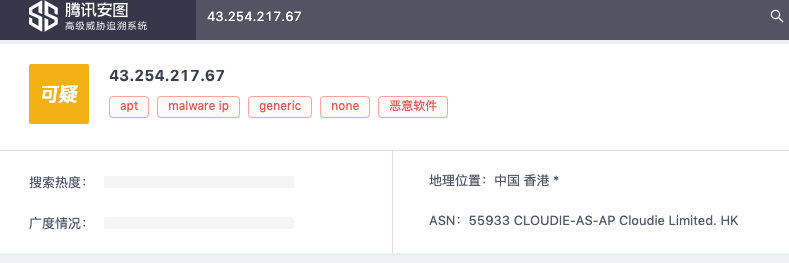 腾讯安图
高级威胁追溯系统
43.254.217.67
可疑
43.254.217.67
apt malware ip generic none 恶意软件
搜索热度：
广度情况：
地理位置：中国 香港 *
ASN：55933 CLOUDIE-AS-AP Cloudie Limited. HK